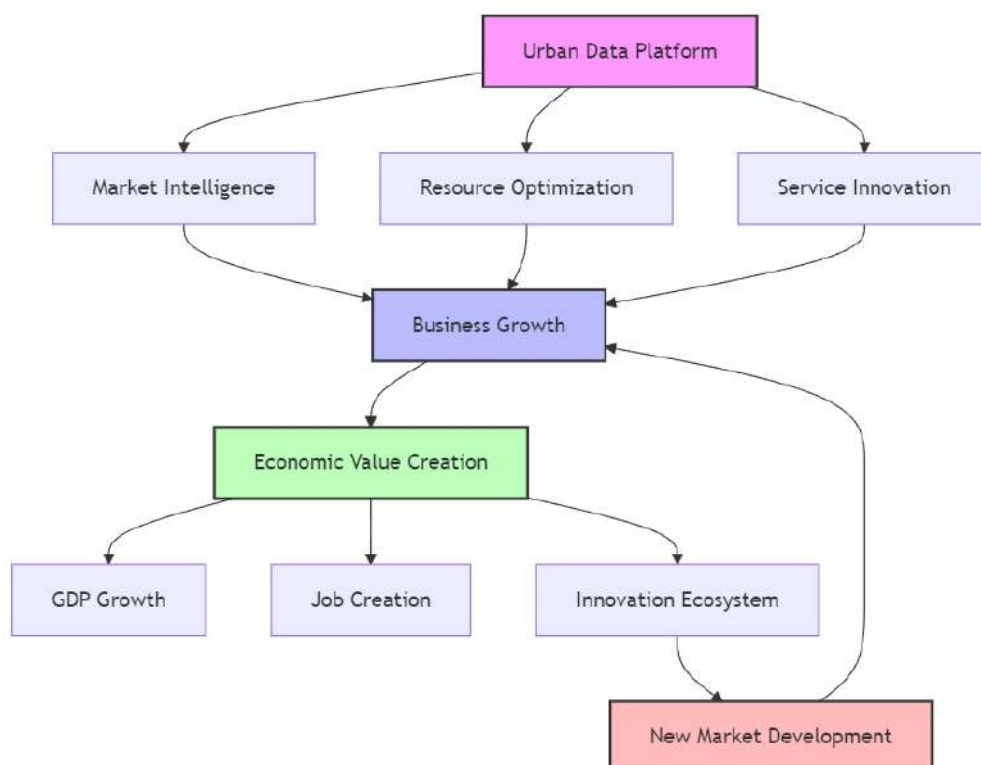 Urban Data Platform
Market Intelligence
Resource Optimization
Service Innovation
Business Growth
Economic Value Creation
GDP Growth
Job Creation
Innovation Ecosystem
New Market Development